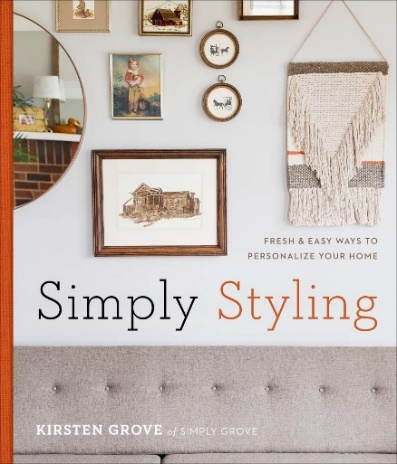 FRESH & EASY WAYS TO
PERSONALIZE YOUR HOME
Simply Styling
KIRSTEN GROVE of SIMPLY GROVE